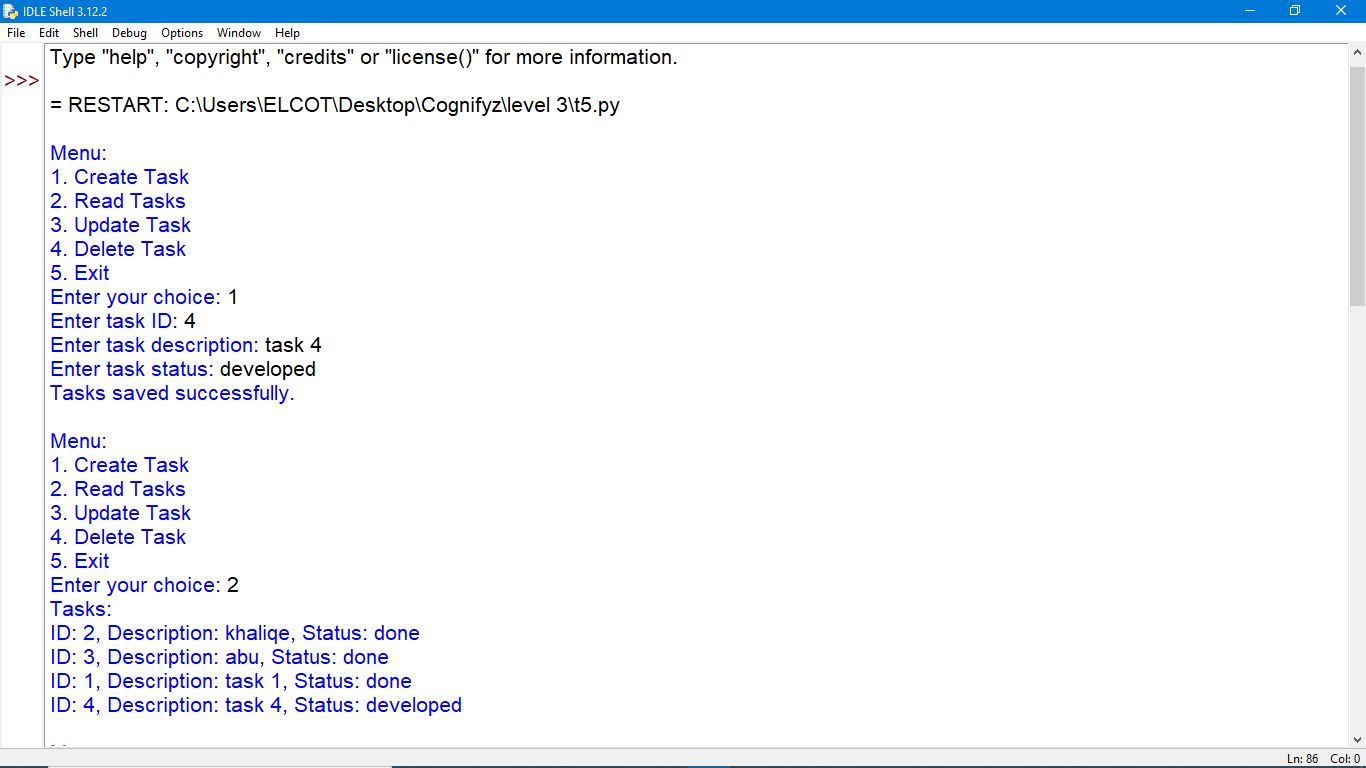 IDLE Shell 3.12.2
File Edit Shell Debug Options Window Help
Type "help", "copyright", "credits" or "license()" for more information.
>>>
= RESTART: C:\Users\ELCOT\Desktop\Cognifyz\level 3\t5.py
Menu:
1. Create Task
2. Read Tasks
3. Update Task
4. Delete Task
5. Exit
Enter your choice: 1
Enter task ID: 4
Enter task description: task 4
Enter task status: developed
Tasks saved successfully.
Menu:
1. Create Task
2. Read Tasks
3. Update Task
4. Delete Task
5. Exit
Enter your choice: 2
Tasks:
ID: 2, Description: khaliqe, Status: done
ID: 3, Description: abu, Status: done
ID: 1, Description: task 1, Status: done
ID: 4, Description: task 4, Status: developed
Ln: 86 Col: 0